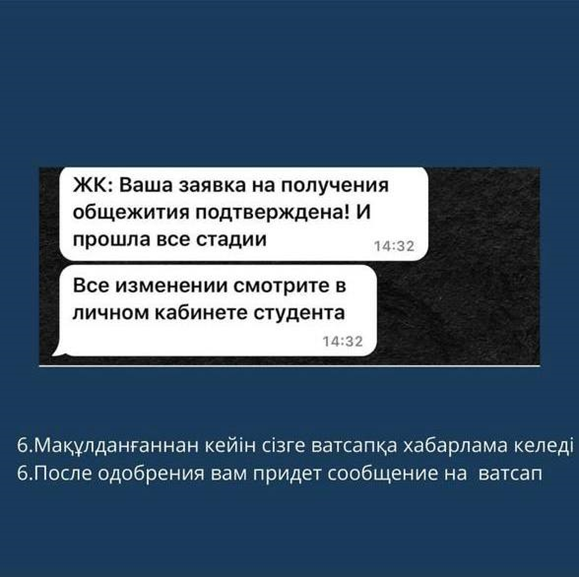 ЖК: Ваша заявка на получения
общежития подтверждена! И
прошла все стадии
14:32
Все изменении смотрите в
личном кабинете студента
14:32
6.Мақұлданғаннан кейін сізге ватсапқа хабарлама келеді
6.После одобрения вам придет сообщение на ватсап